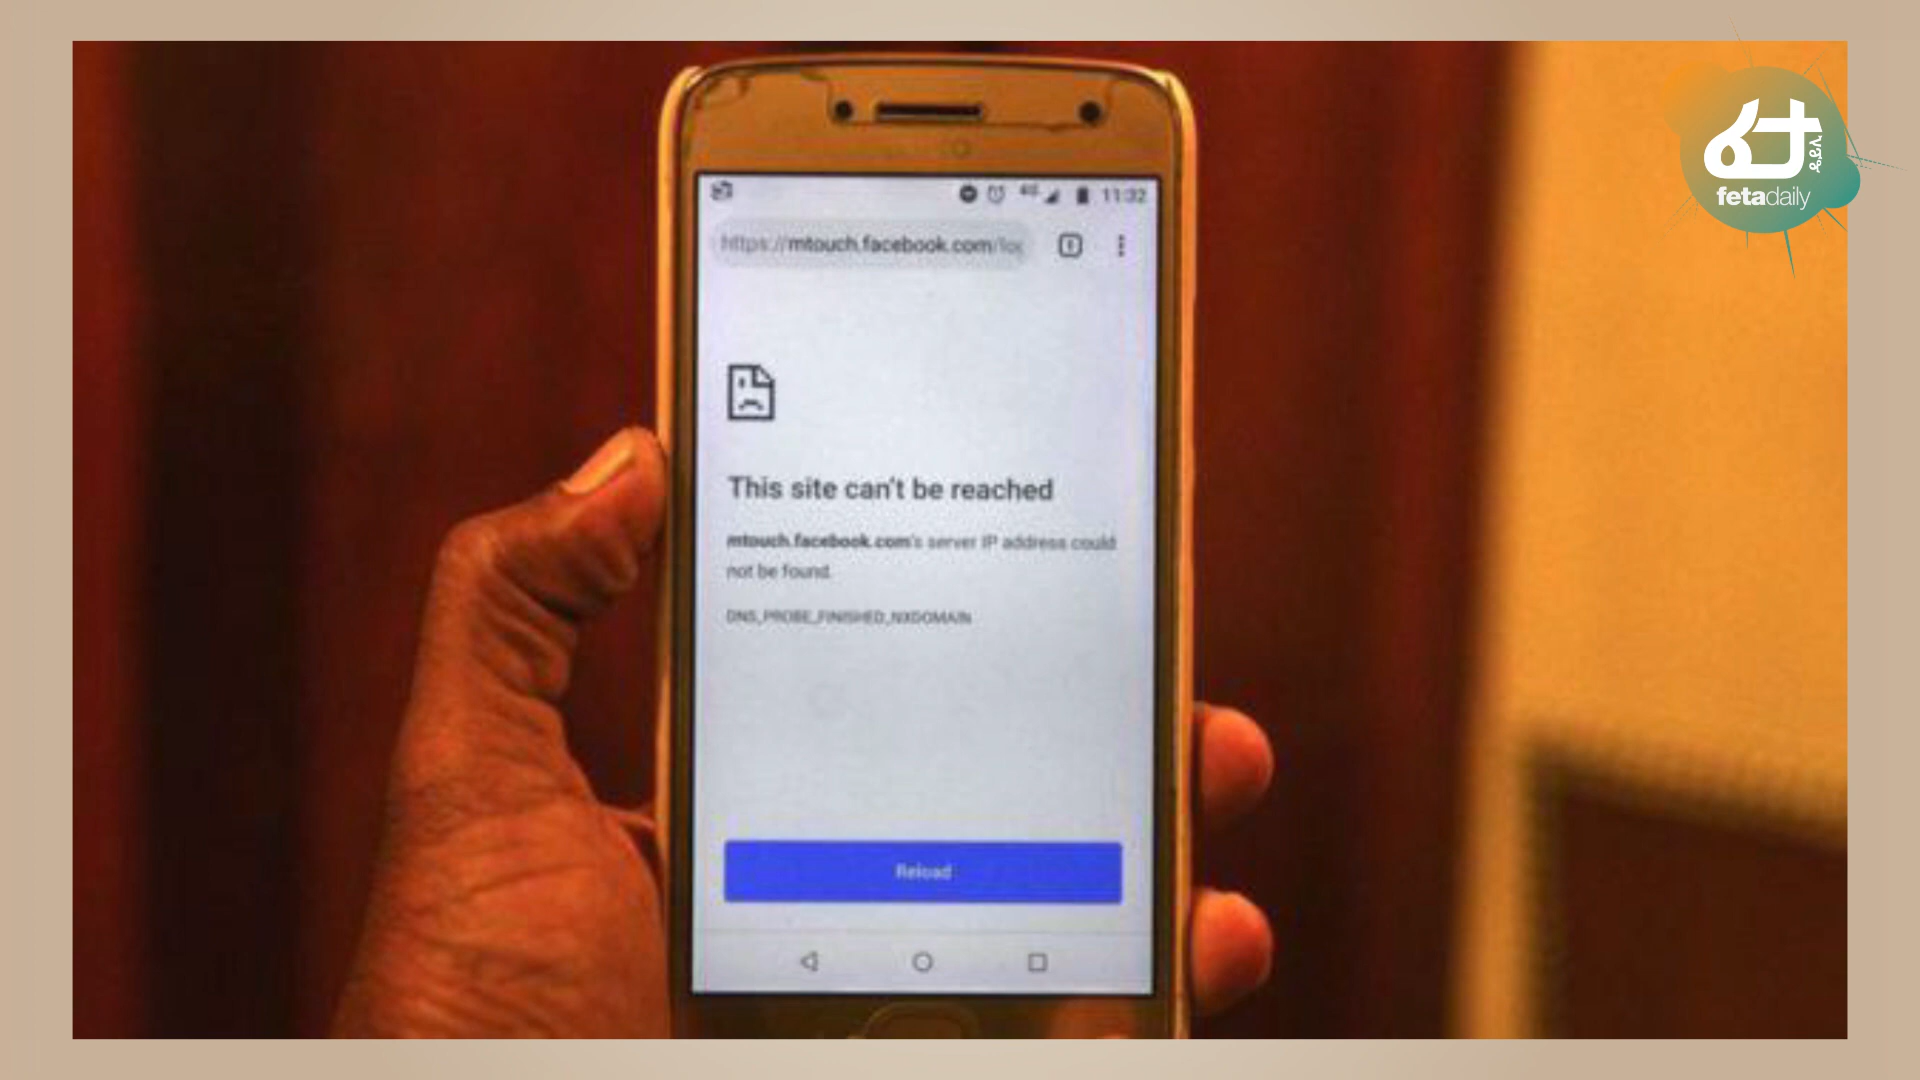 11:32
https://mtouch.facebook.com/lo
This site can't be reached
mtouch.facebook.com's server IP address could
not be found.
DNS_PROBE_FINISHED_NXDOMAIN
Reload
ፈታ
fetadaily